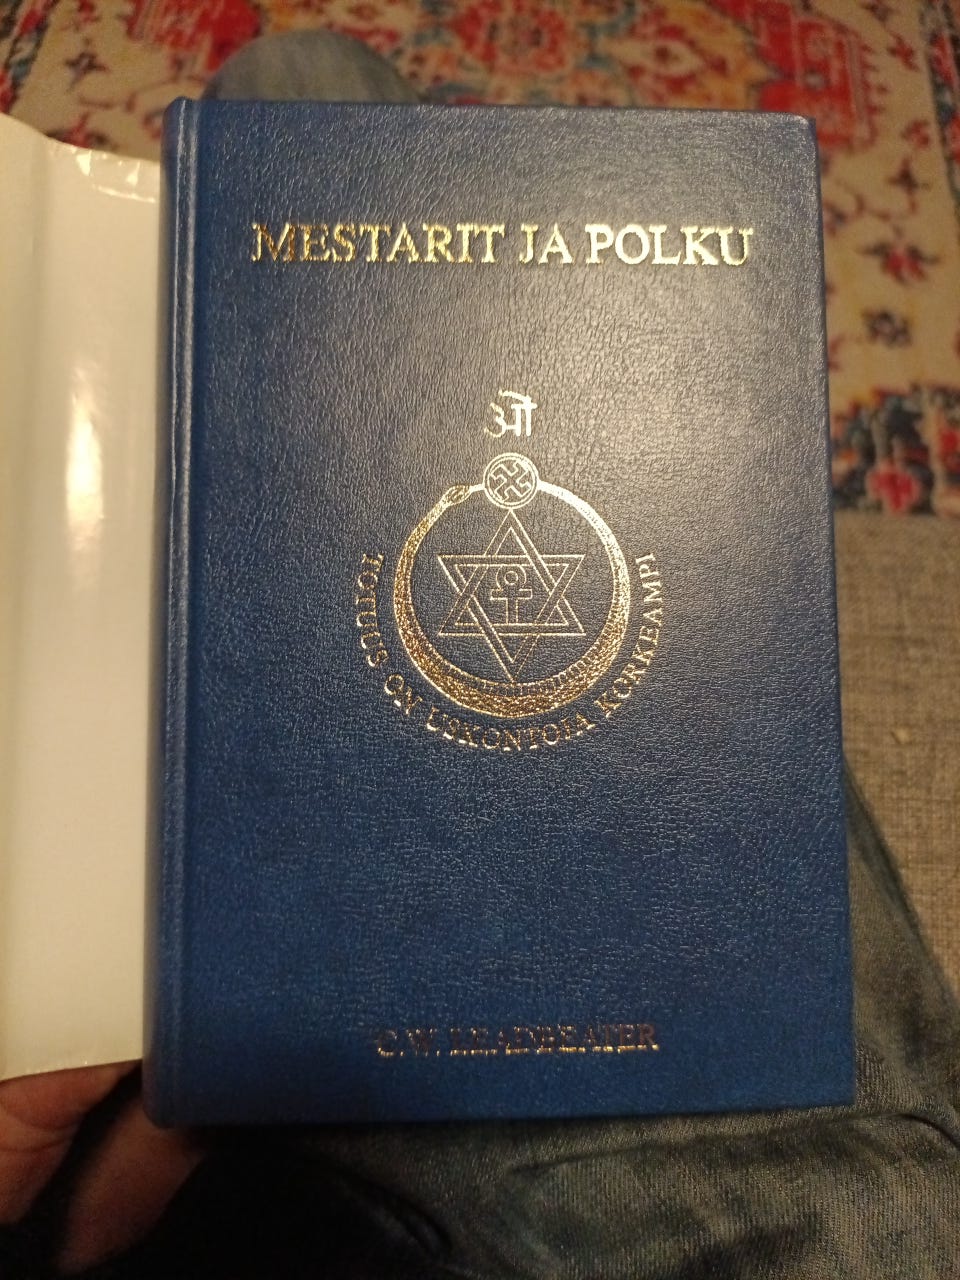 MESTARIT JA POLKU
ओं
TOTUUS ON USKONTOJA KORKEAMPI
C.W. LEADBEATER